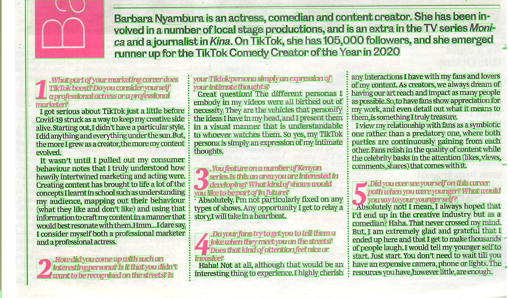 Ba
Barbara Nyambura is an actress, comedian and content creator. She has been in-
volved in a number of local stage productions, and is an extra in the TV series Moni-
ca and a journalist in Kina. On TikTok, she has 105,000 followers, and she emerged
runner up for the TikTok Comedy Creator of the Year in 2020
1. What part of your marketing career does
TikTok boost? Do you consider yourself
a professional actress or a professional
marketer?
I got serious about TikTok just a little before
Covid-19 struck as a way to keep my creative side
alive. Starting out, I didn't have a particular style,
I did anything and everything under the sun. But,
the more I grew as a creator, the more my content
evolved.
It wasn't until I pulled out my consumer
behaviour notes that I truly understood how
heavily intertwined marketing and acting were.
Creating content has brought to life a lot of the
concepts I learnt in school such as understanding
my audience, mapping out their behaviour
(what they like and don't like) and using that
information to craft my content in a manner that
would best resonate with them. Hmm...I dare say,
I consider myself both a professional marketer
and a professional actress.
2. How did you come up with such an
interesting persona? Is it that you didn't
want to be recognised on the streets? Is
your TikTok persona simply an expression of
your intimate thoughts?
Great question! The different personas I
embody in my videos were all birthed out of
necessity. They are the vehicles that personify
the ideas I have in my head, and I present them
in a visual manner that is understandable
to whoever watches them. So yes, my TikTok
persona is simply an expression of my intimate
thoughts.
3. You feature on a number of Kenyan
series. Is this an area you are interested in
developing? What kind of shows would
you like to be part of in future?
Absolutely, I'm not particularly fixed on any
types of shows. Any opportunity I get to relay a
story, I will take in a heartbeat.
4. Do your fans try to get you to tell them a
joke when they meet you on the streets?
Does that kind of attention feel nice or
invasive?
Haha! Not at all, although that would be an
interesting thing to experience. I highly cherish
any interactions I have with my fans and lovers
of my content. As creators, we always dream of
having our art reach and impact as many people
as possible. So, to have fans show appreciation for
my work, and even detail out what it means to
them, is something I truly treasure.
I view my relationship with fans as a symbiotic
one rather than a predatory one, where both
parties are continuously gaining from each
other. Fans relish in the quality of content while
the celebrity basks in the attention (likes, views,
comments, shares) that comes with it.
5. Did you ever see yourself on this career
path when you were younger? What would
you say to your younger self?
Absolutely not! I mean, I always hoped that
I'd end up in the creative industry but as a
comedian? Haha. That never crossed my mind.
But, I am extremely glad and grateful that I
ended up here and that I get to make thousands
of people laugh. I would tell my younger self to
start. Just start. You don't need to wait till you
have an expensive camera, phone or lights. The
resources you have, however little, are enough.